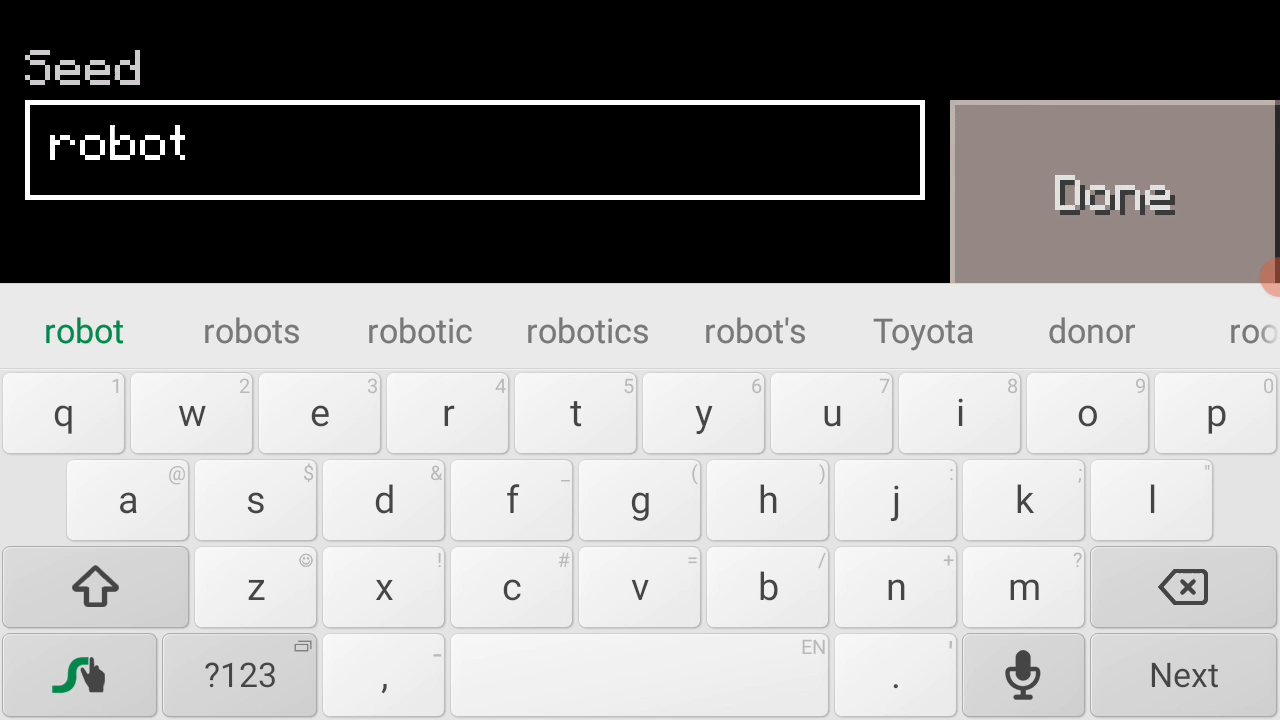 Seed
robot
Done
robot robots robotic robotics robot's Toyota donor
1 2 3 4 5 6 7 8 9 0
q w e r t y u i o p
@ $ & _ ( ) : ; "
a s d f g h j k l
! # = / + ?
z x c v b n m
EN '
?123 , . Next